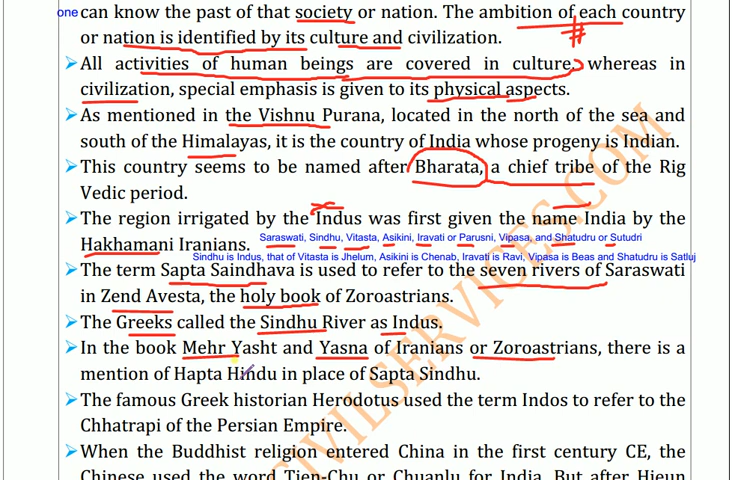 one can know the past of that society or nation. The ambition of each country
or nation is identified by its culture and civilization.
➤ All activities of human beings are covered in culture, whereas in
civilization, special emphasis is given to its physical aspects.
➤ As mentioned in the Vishnu Purana, located in the north of the sea and
south of the Himalayas, it is the country of India whose progeny is Indian.
➤ This country seems to be named after Bharata, a chief tribe of the Rig
Vedic period.
➤ The region irrigated by the Indus was first given the name India by the
Hakhamani Iranians.
Saraswati, Sindhu, Vitasta, Asikini, Iravati or Parusni, Vipasa, and Shatudru or Sutudri
Sindhu is Indus, that of Vitasta is Jhelum, Asikini is Chenab, Iravati is Ravi, Vipasa is Beas and Shatudru is Satluj
➤ The term Sapta Saindhava is used to refer to the seven rivers of Saraswati
in Zend Avesta, the holy book of Zoroastrians.
➤ The Greeks called the Sindhu River as Indus.
➤ In the book Mehr Yasht and Yasna of Iranians or Zoroastrians, there is a
mention of Hapta Hindu in place of Sapta Sindhu.
➤ The famous Greek historian Herodotus used the term Indos to refer to the
Chhatrapi of the Persian Empire.
➤ When the Buddhist religion entered China in the first century CE, the
Chinese used the word Tien-Chu or Chuanlu for India. But after Hieun
CIVILSERVICES.COM